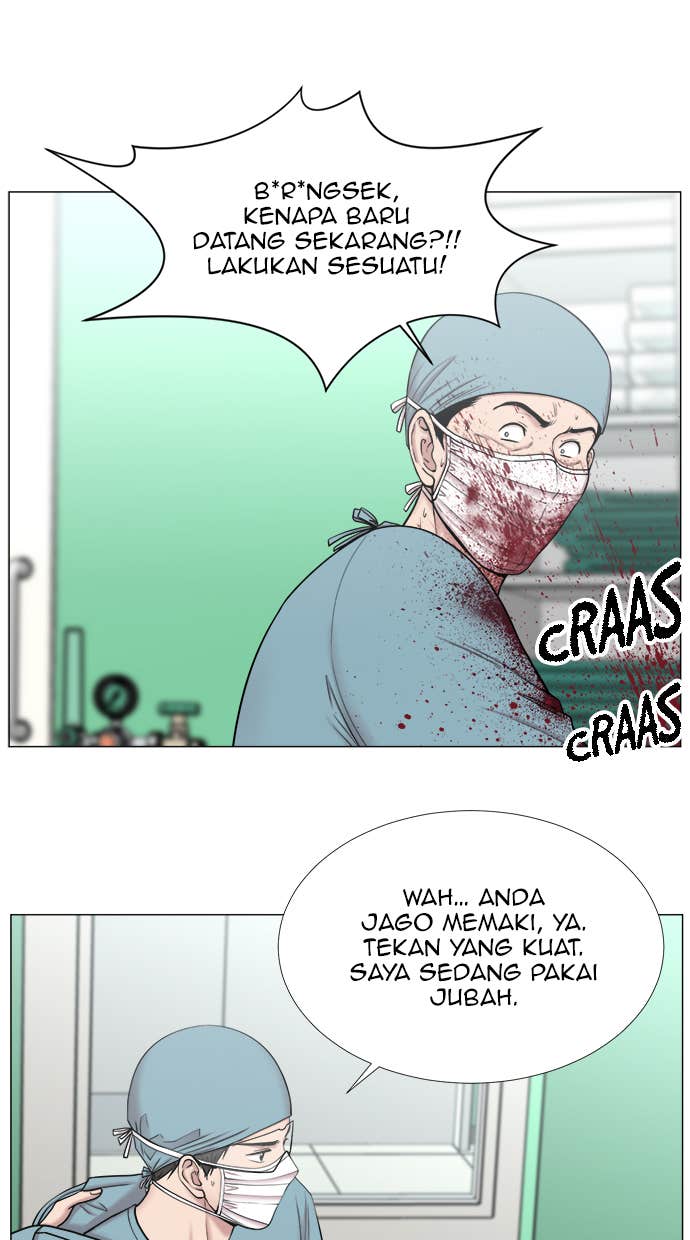 B*R*NGSEK,
KENAPA BARU
DATANG SEKARANG?!!
LAKUKAN SESUATU!
CRAAS
CRAAS
WAH... ANDA
JAGO MEMAKI, YA.
TEKAN YANG KUAT.
SAYA SEDANG PAKAI
JUBAH.